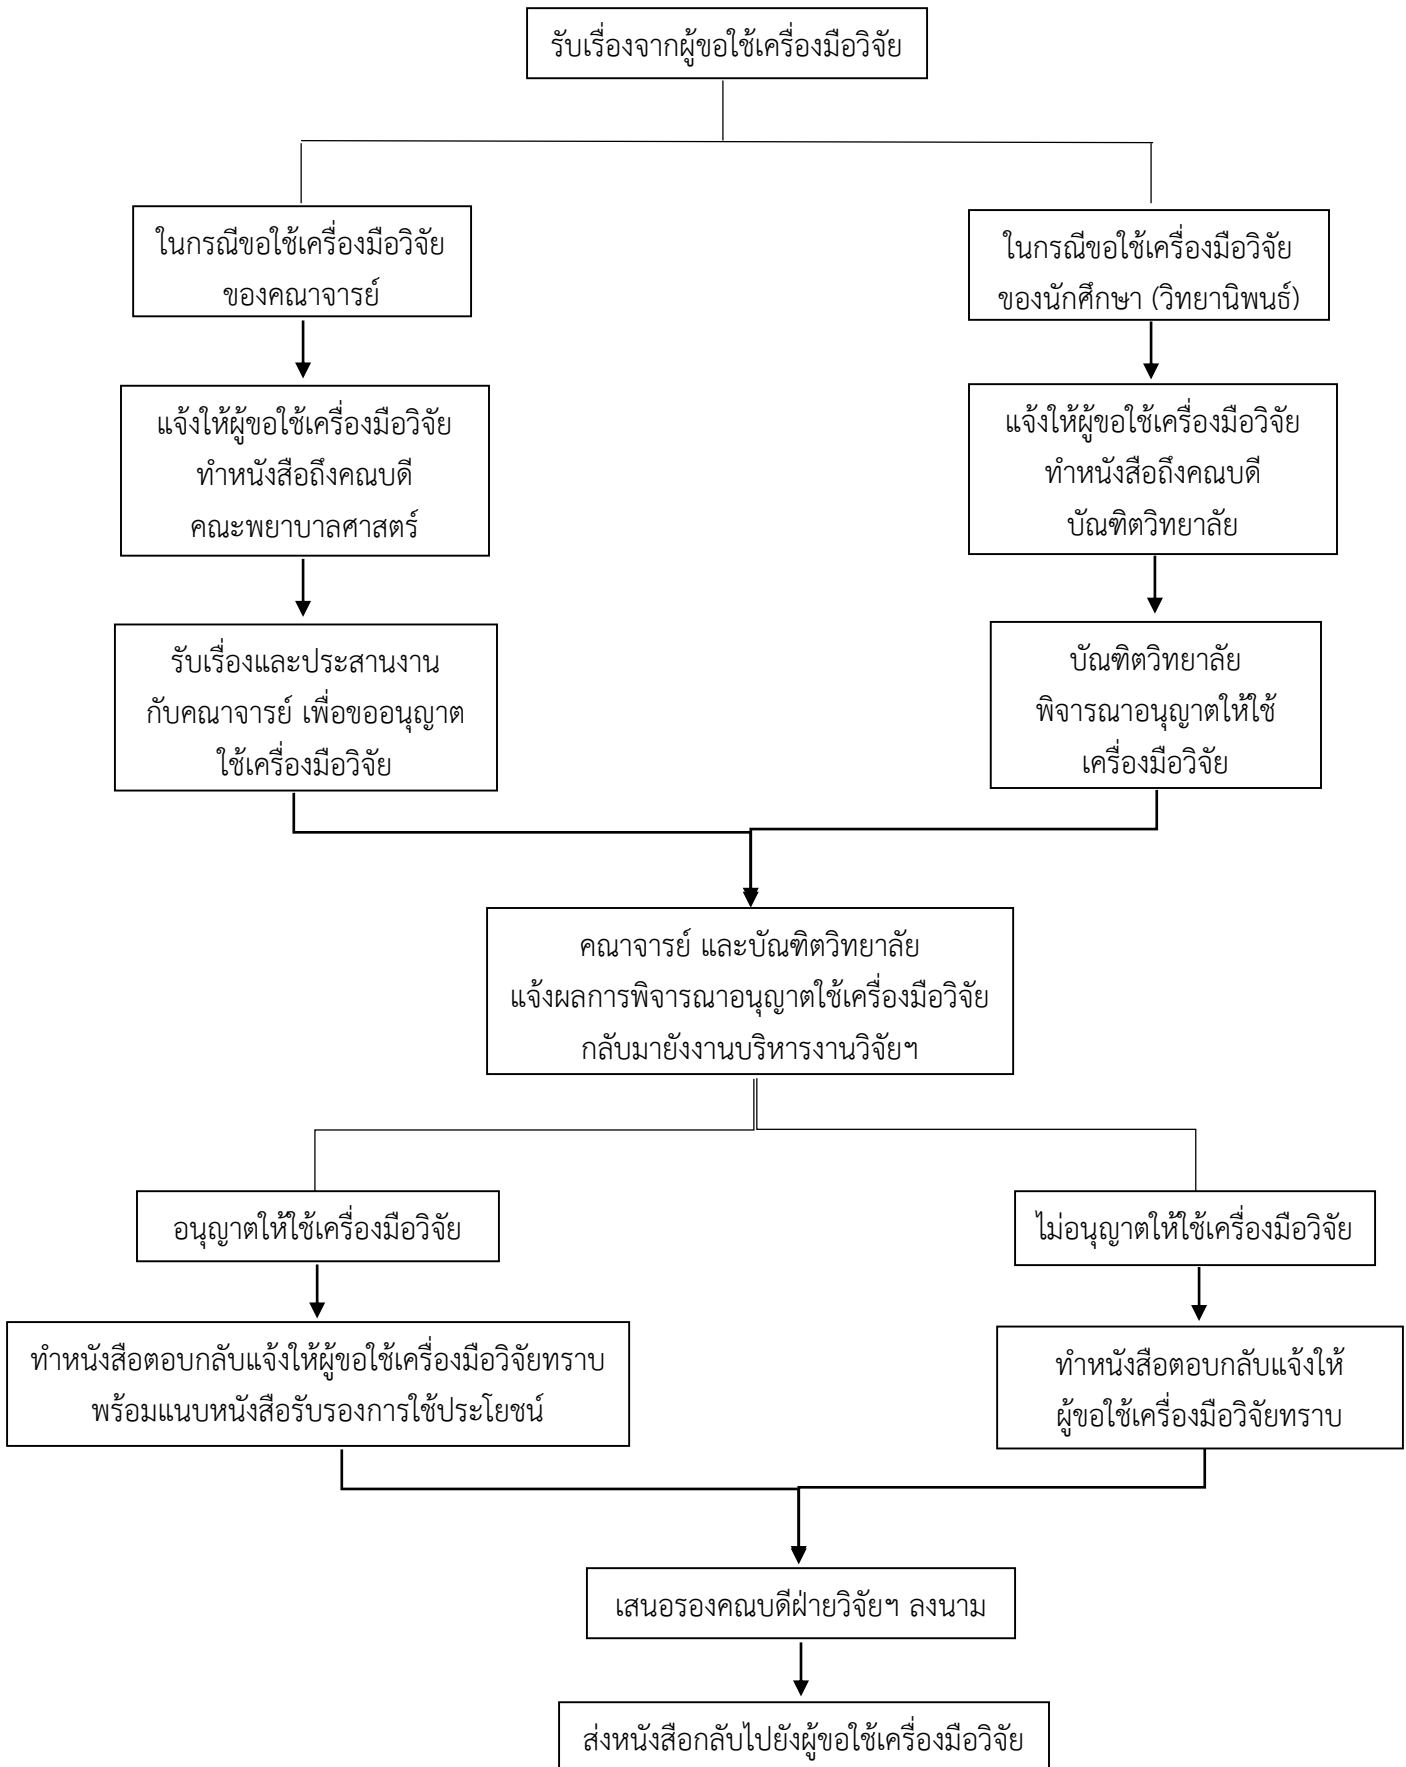 รับเรื่องจากผู้ขอใช้เครื่องมือวิจัย
ในกรณีขอใช้เครื่องมือวิจัย
ของคณาจารย์
ในกรณีขอใช้เครื่องมือวิจัย
ของนักศึกษา (วิทยานิพนธ์)
แจ้งให้ผู้ขอใช้เครื่องมือวิจัย
ทำหนังสือถึงคณบดี
คณะพยาบาลศาสตร์
แจ้งให้ผู้ขอใช้เครื่องมือวิจัย
ทำหนังสือถึงคณบดี
บัณฑิตวิทยาลัย
รับเรื่องและประสานงาน
กับคณาจารย์ เพื่อขออนุญาต
ใช้เครื่องมือวิจัย
บัณฑิตวิทยาลัย
พิจารณาอนุญาตให้ใช้
เครื่องมือวิจัย
คณาจารย์ และบัณฑิตวิทยาลัย
แจ้งผลการพิจารณาอนุญาตใช้เครื่องมือวิจัย
กลับมายังงานบริหารงานวิจัยฯ
อนุญาตให้ใช้เครื่องมือวิจัย
ไม่อนุญาตให้ใช้เครื่องมือวิจัย
ทำหนังสือตอบกลับแจ้งให้ผู้ขอใช้เครื่องมือวิจัยทราบ
พร้อมแนบหนังสือรับรองการใช้ประโยชน์
ทำหนังสือตอบกลับแจ้งให้
ผู้ขอใช้เครื่องมือวิจัยทราบ
เสนอรองคณบดีฝ่ายวิจัยฯ ลงนาม
ส่งหนังสือกลับไปยังผู้ขอใช้เครื่องมือวิจัย